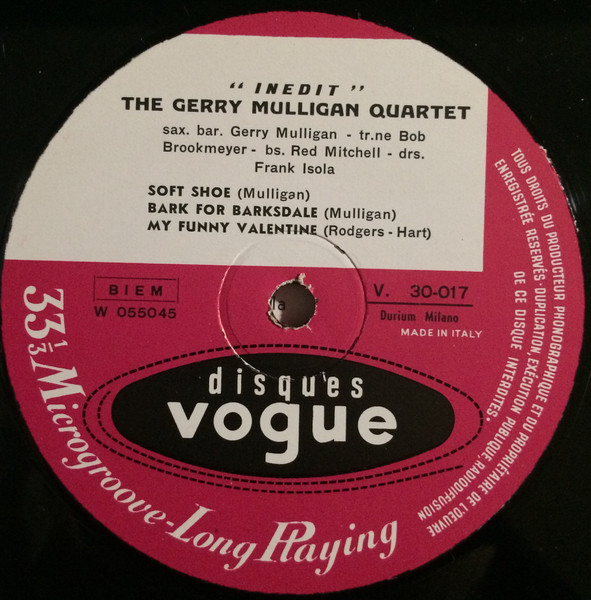 “ INEDIT ”
THE GERRY MULLIGAN QUARTET
sax. bar. Gerry Mulligan - tr.ne Bob
Brookmeyer - bs. Red Mitchell - drs.
Frank Isola
SOFT SHOE (Mulligan)
BARK FOR BARKSDALE (Mulligan)
MY FUNNY VALENTINE (Rodgers - Hart)
BIEM
W 055045
1a
V. 30-017
Durium Milano
MADE IN ITALY
disques
vogue
33 1/3 Microgroove-Long Playing
TOUS DROITS DU PRODUCTEUR PHONOGRAPHIQUE ET DU PROPRIÉTAIRE DE L'OEUVRE
ENREGISTRÉE RESERVÉS - DUPLICATION, EXÉCUTION PUBLIQUE, RADIODIFFUSION
DE CE DISQUE INTERDITES